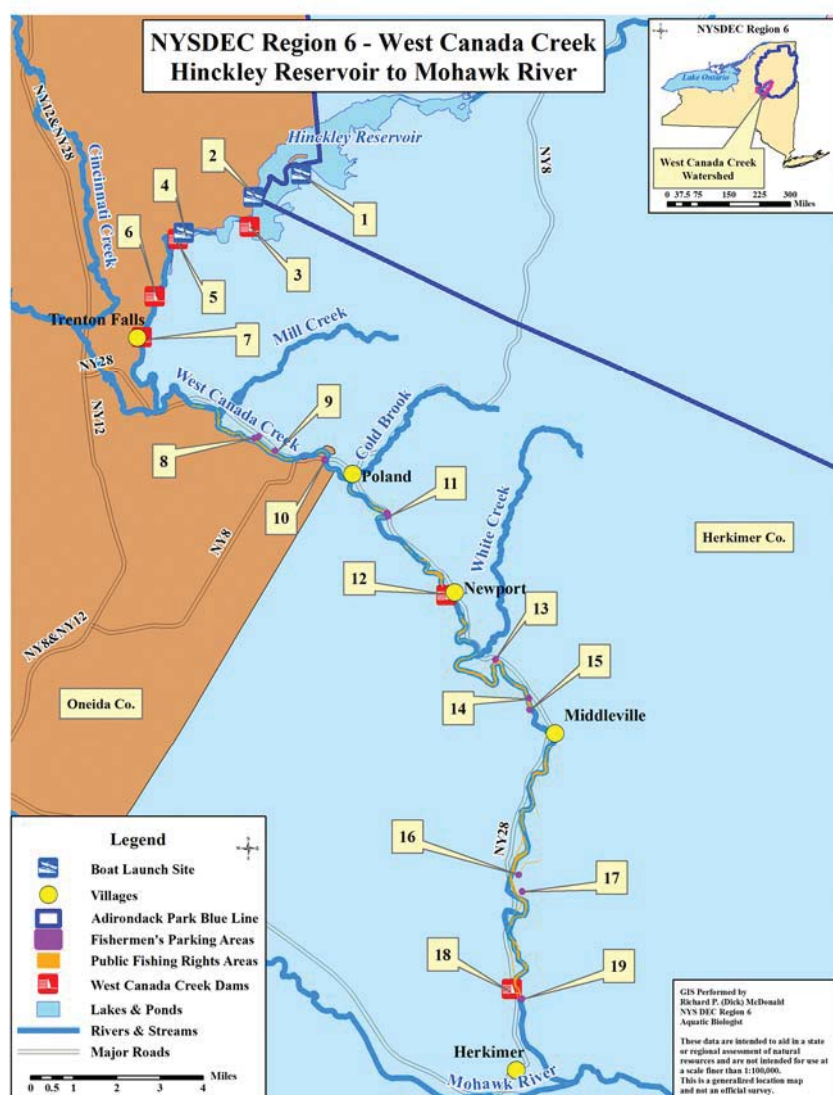 NYSDEC Region 6 - West Canada Creek
Hinckley Reservoir to Mohawk River
NYSDEC Region 6
Lake Ontario
West Canada Creek
Watershed
0 37.5 75 150 225 300
Miles
NY12&NY28
Cincinnati Creek
Hinckley Reservoir
NY8
2
1
4
3
6
5
Trenton Falls
7
Mill Creek
NY28
NY12
West Canada Creek
9
8
Cold Brook
Poland
10
11
NY8
White Creek
Herkimer Co.
12
Newport
13
NY8&NY12
15
14
Oneida Co.
Middleville
NY28
16
17
18
19
Herkimer
Mohawk River
Legend
Boat Launch Site
Villages
Adirondack Park Blue Line
Fishermen's Parking Areas
Public Fishing Rights Areas
West Canada Creek Dams
Lakes & Ponds
Rivers & Streams
Major Roads
0 0.5 1 2 3 4
Miles
GIS Performed by
Richard P. (Dick) McDonald
NYS DEC Region 6
Aquatic Biologist
These data are intended to aid in a state
or regional assessment of natural
resources and are not intended for use at
a scale finer than 1:100,000.
This is a generalized location map
and not an official survey.